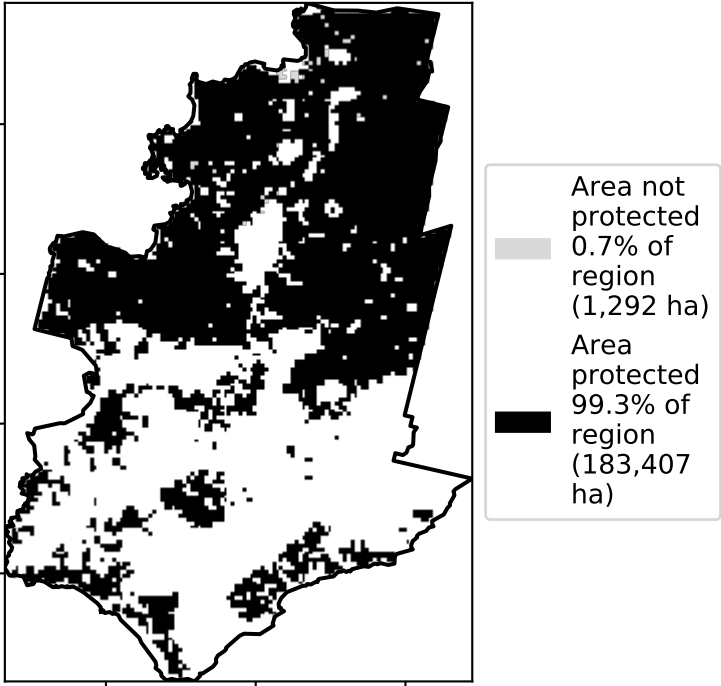 Area not
protected
0.7% of
region
(1,292 ha)
Area
protected
99.3% of
region
(183,407
ha)